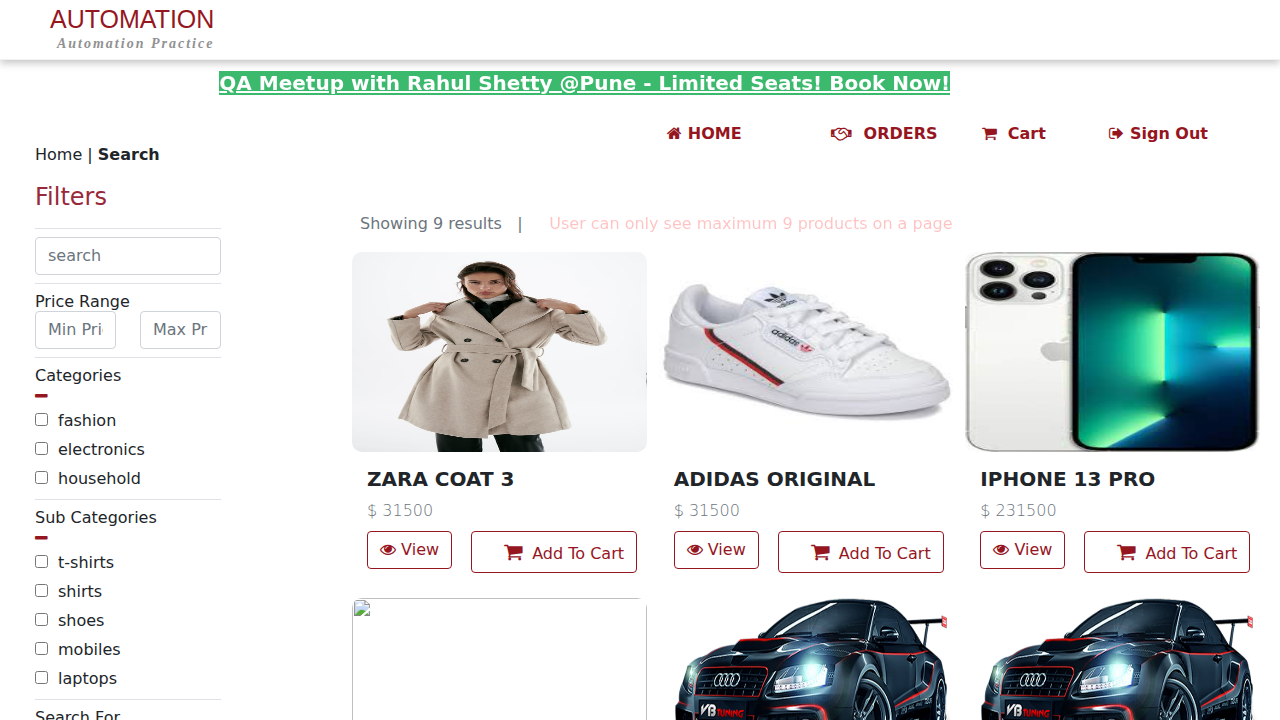 AUTOMATION
Automation Practice
QA Meetup with Rahul Shetty @Pune - Limited Seats! Book Now!
HOME
ORDERS
Cart
Sign Out
Home | Search
Filters
search
Price Range
Min Pri
Max Pr
Categories
fashion
electronics
household
Sub Categories
t-shirts
shirts
shoes
mobiles
laptops
Search For
Showing 9 results |
User can only see maximum 9 products on a page
adidas
ZARA COAT 3
$ 31500
View
Add To Cart
ADIDAS ORIGINAL
$ 31500
View
Add To Cart
IPHONE 13 PRO
$ 231500
View
Add To Cart
VB TUNING
VB TUNING